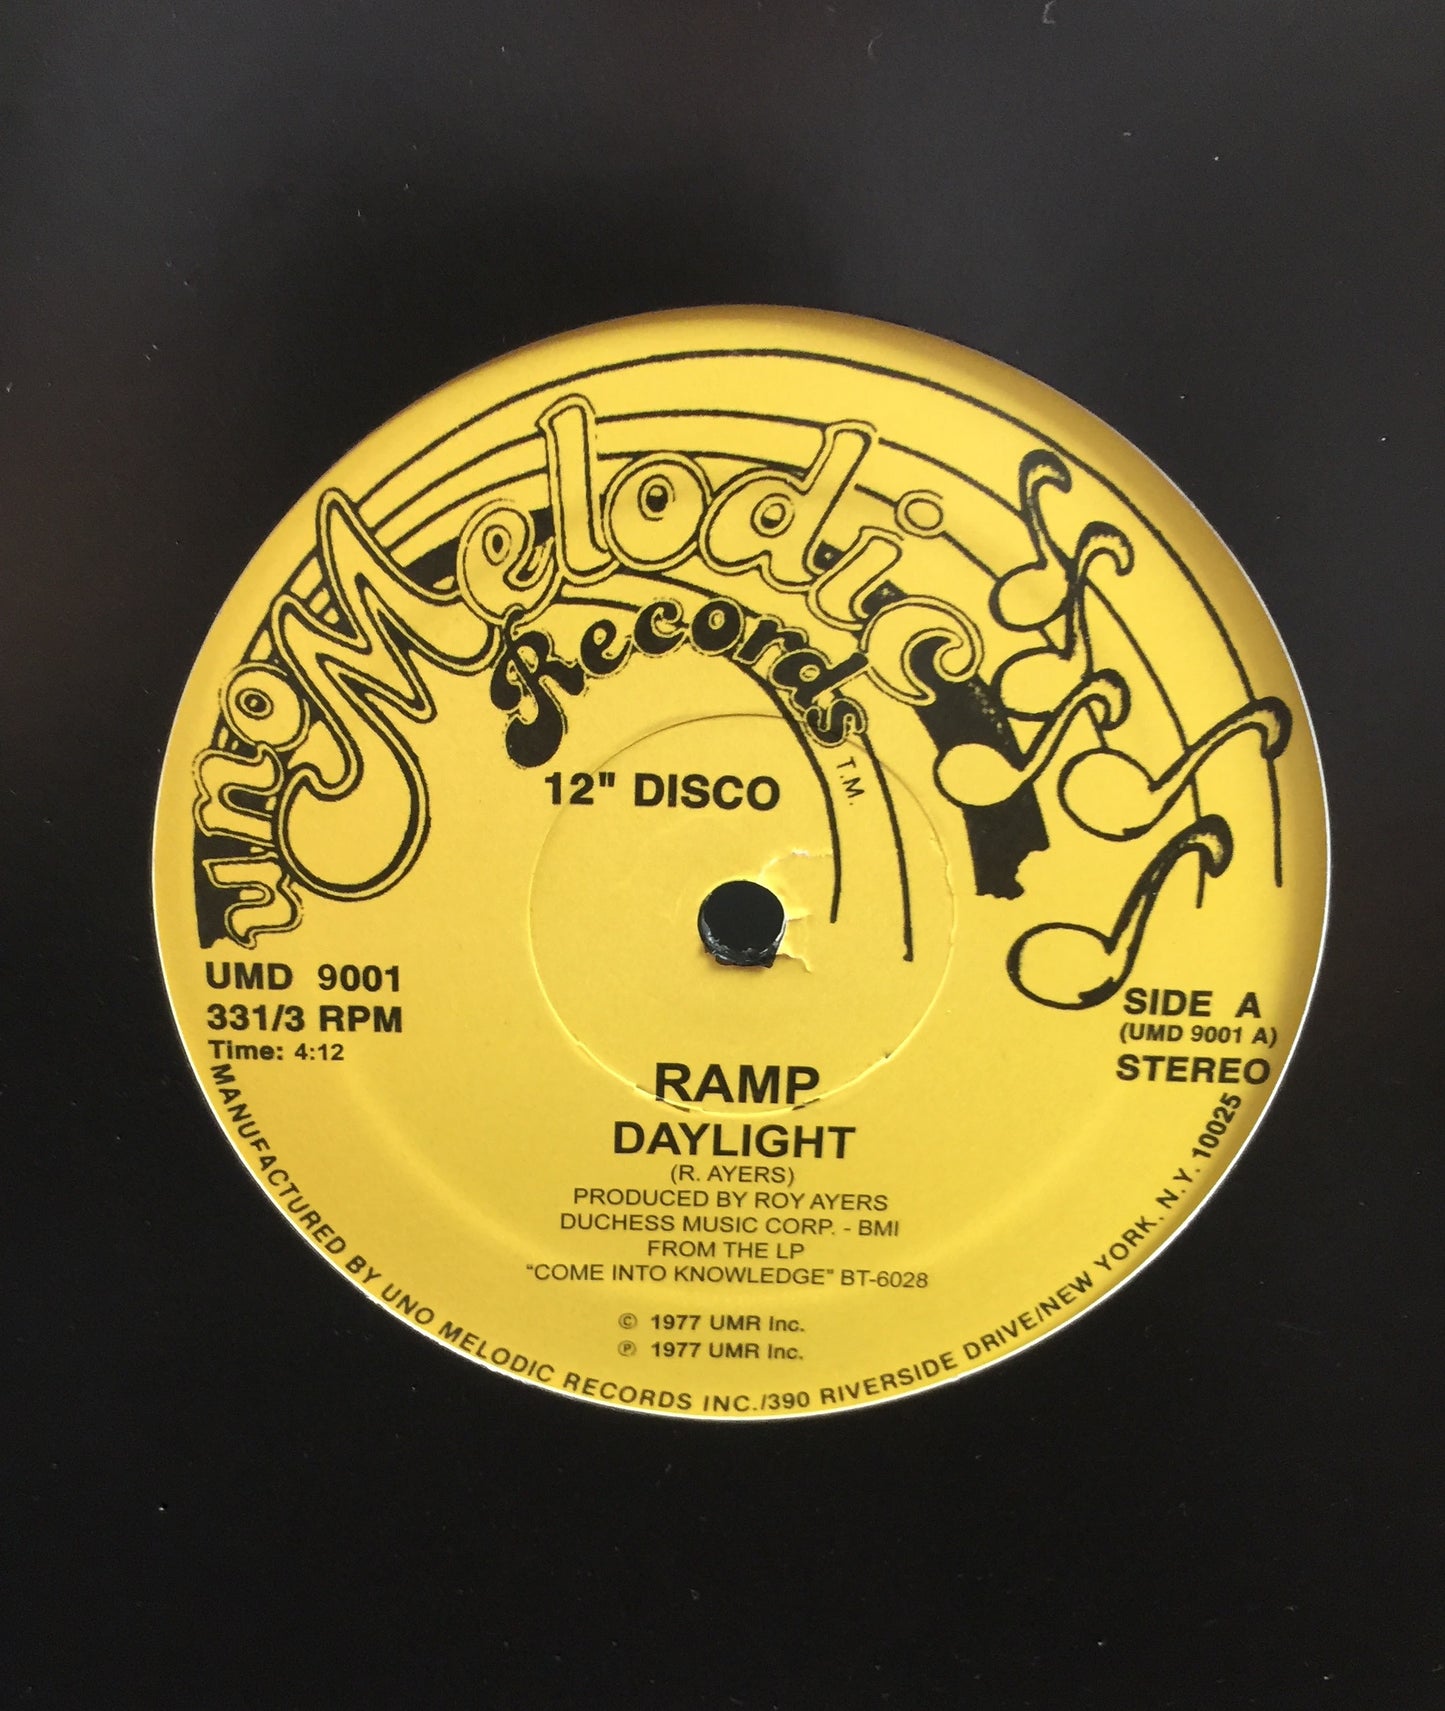 uno Melodic
Records
T.M.
12" DISCO
UMD 9001
331/3 RPM
Time: 4:12
SIDE A
(UMD 9001 A)
STEREO
RAMP
DAYLIGHT
(R. AYERS)
PRODUCED BY ROY AYERS
DUCHESS MUSIC CORP. - BMI
FROM THE LP
“COME INTO KNOWLEDGE” BT-6028
© 1977 UMR Inc.
℗ 1977 UMR Inc.
MANUFACTURED BY UNO MELODIC RECORDS INC./390 RIVERSIDE DRIVE/NEW YORK, N.Y. 10025